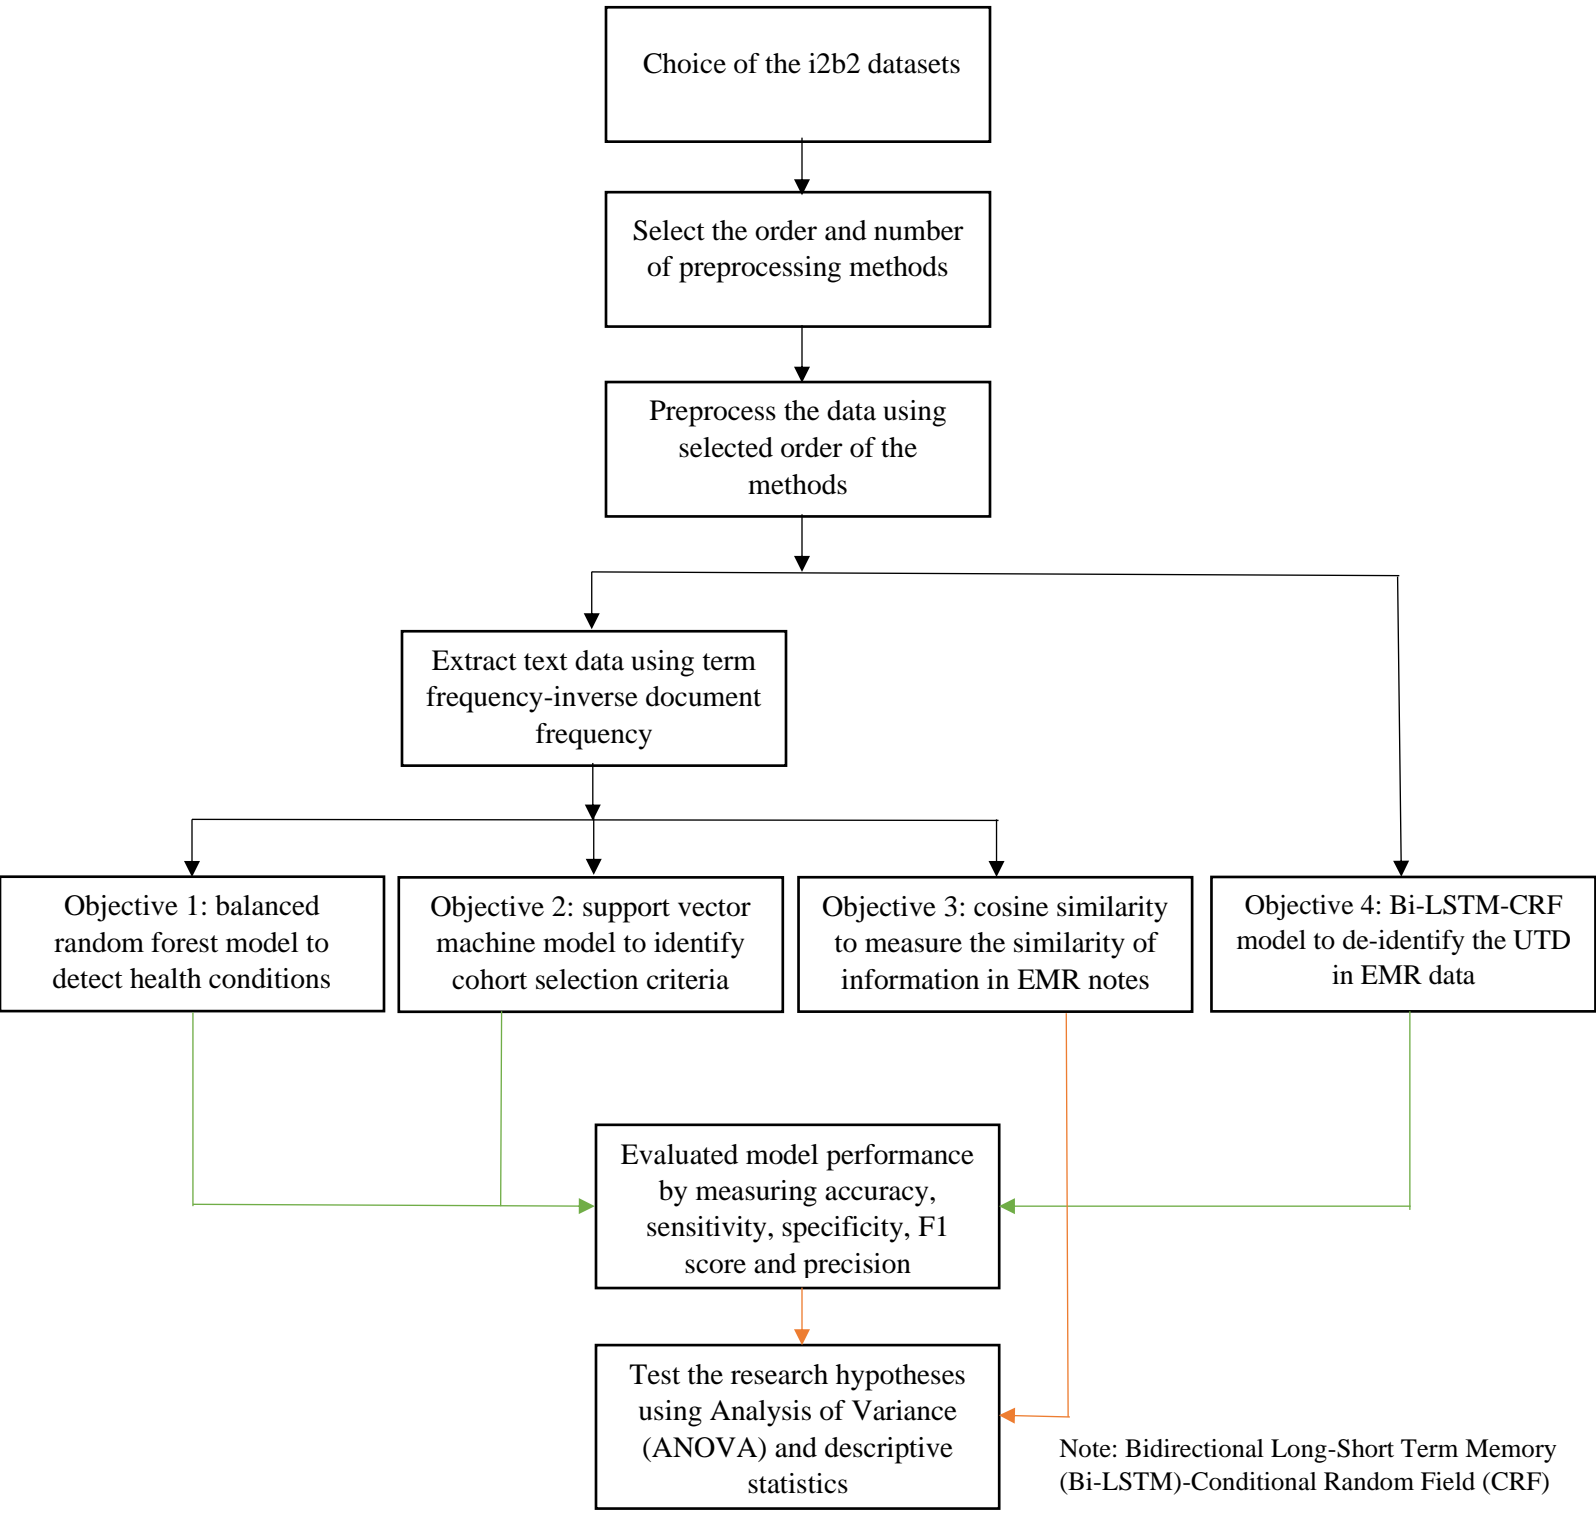 Choice of the i2b2 datasets
Select the order and number
of preprocessing methods
Preprocess the data using
selected order of the
methods
Extract text data using term
frequency-inverse document
frequency
Objective 1: balanced
random forest model to
detect health conditions
Objective 2: support vector
machine model to identify
cohort selection criteria
Objective 3: cosine similarity
to measure the similarity of
information in EMR notes
Objective 4: Bi-LSTM-CRF
model to de-identify the UTD
in EMR data
Evaluated model performance
by measuring accuracy,
sensitivity, specificity, F1
score and precision
Test the research hypotheses
using Analysis of Variance
(ANOVA) and descriptive
statistics
Note: Bidirectional Long-Short Term Memory
(Bi-LSTM)-Conditional Random Field (CRF)